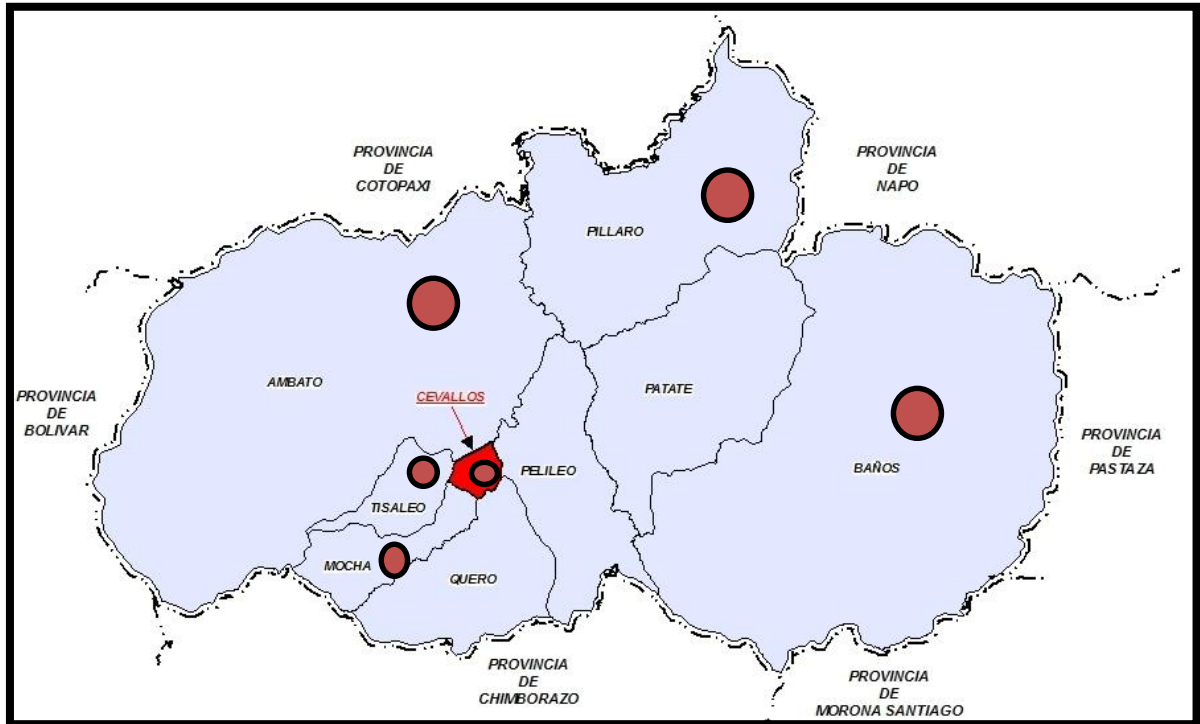 PROVINCIA
DE
COTOPAXI
PROVINCIA
DE
NAPO
PILLARO
AMBATO
PROVINCIA
DE
BOLIVAR
CEVALLOS
PATATE
PROVINCIA
DE
PASTAZA
PELILEO
BAÑOS
TISALEO
MOCHA
QUERO
PROVINCIA
DE
CHIMBORAZO
PROVINCIA
DE
MORONA SANTIAGO